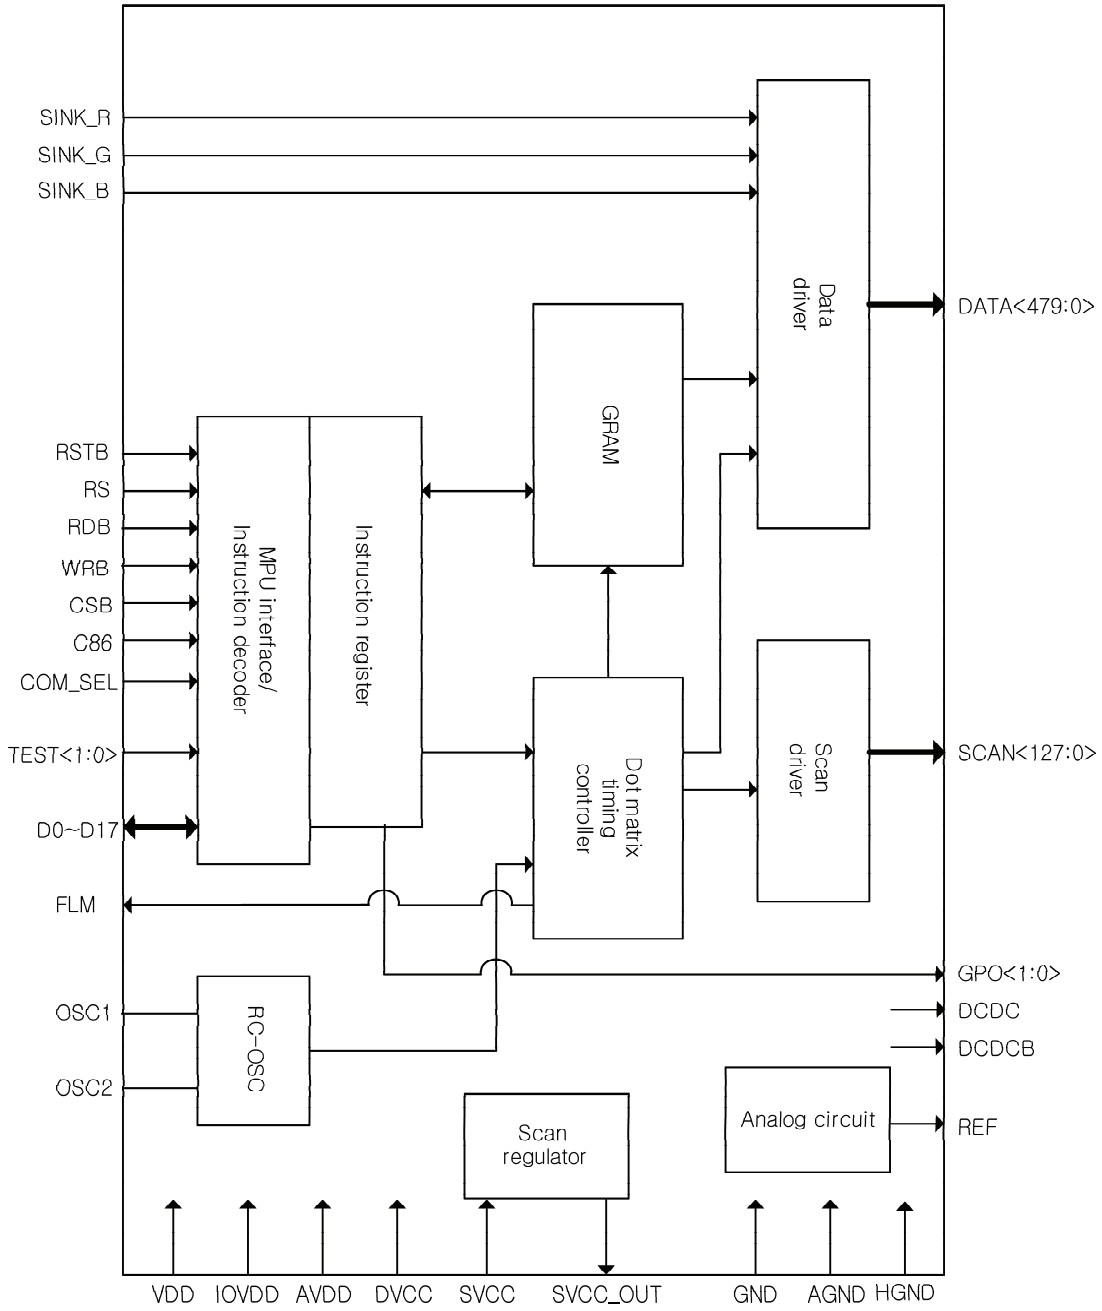 SINK_R
SINK_G
SINK_B
Data
driver
DATA<479:0>
GRAM
RSTB
RS
RDB
WRB
CSB
C86
COM_SEL
TEST<1:0>
D0~D17
FLM
MPU interface/
Instruction decoder
Instruction register
Dot matrix
timing
controller
Scan
driver
SCAN<127:0>
GPO<1:0>
DCDC
DCDCB
OSC1
OSC2
RC-OSC
Scan
regulator
Analog circuit
REF
VDD
IOVDD
AVDD
DVCC
SVCC
SVCC_OUT
GND
AGND
HGND